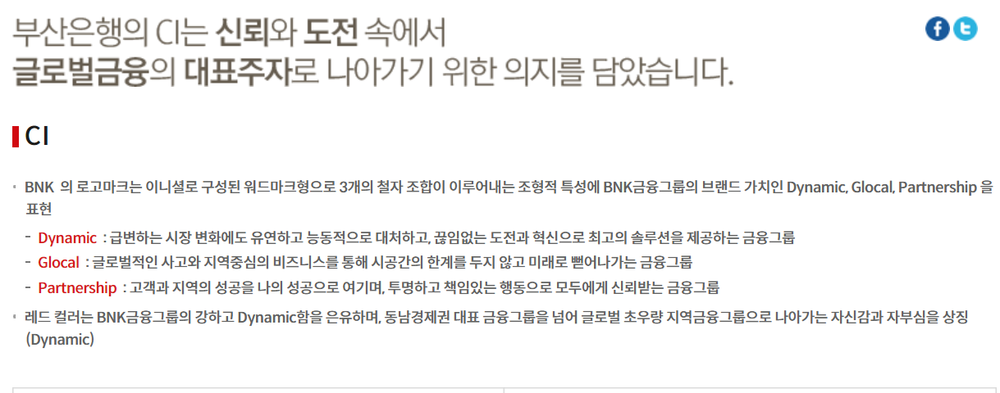 부산은행의 CI는 신뢰와 도전 속에서
글로벌금융의 대표주자로 나아가기 위한 의지를 담았습니다.
CI
BNK 의 로고마크는 이니셜로 구성된 워드마크형으로 3개의 철자 조합이 이루어내는 조형적 특성에 BNK금융그룹의 브랜드 가치인 Dynamic, Glocal, Partnership 을
표현
- Dynamic : 급변하는 시장 변화에도 유연하고 능동적으로 대처하고, 끊임없는 도전과 혁신으로 최고의 솔루션을 제공하는 금융그룹
- Glocal : 글로벌적인 사고와 지역중심의 비즈니스를 통해 시공간의 한계를 두지 않고 미래로 뻗어나가는 금융그룹
- Partnership : 고객과 지역의 성공을 나의 성공으로 여기며, 투명하고 책임있는 행동으로 모두에게 신뢰받는 금융그룹
레드 컬러는 BNK금융그룹의 강하고 Dynamic함을 은유하며, 동남경제권 대표 금융그룹을 넘어 글로벌 초우량 지역금융그룹으로 나아가는 자신감과 자부심을 상징
(Dynamic)